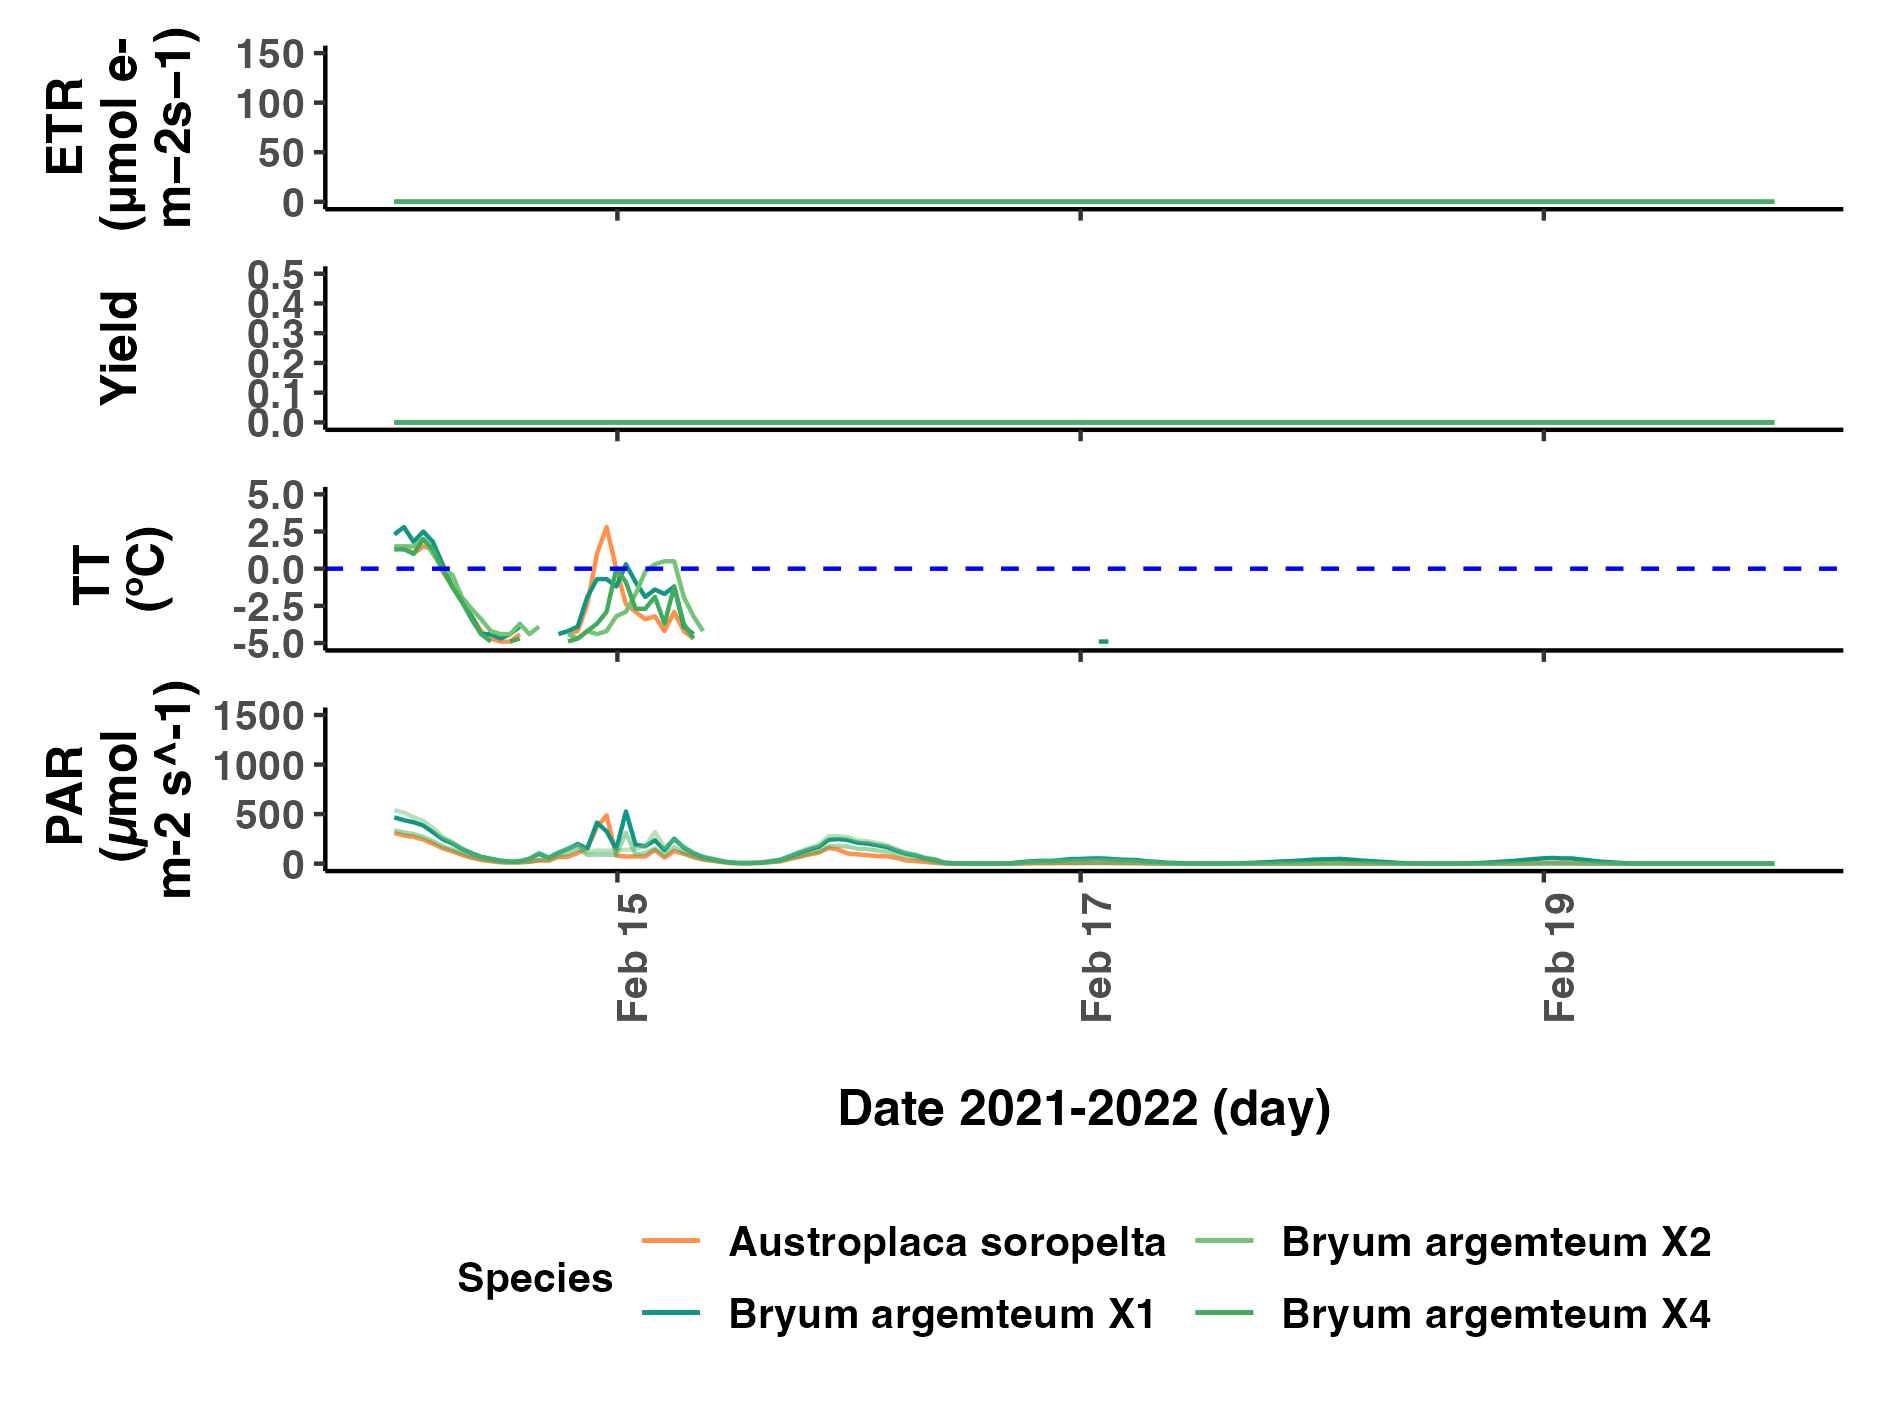 ETR
(µmol e-
m−2s−1)
150
100
50
0
Yield
0.5
0.4
0.3
0.2
0.1
0.0
TT
(ºC)
5.0
2.5
0.0
-2.5
-5.0
PAR
(µmol
m-2 s^-1)
1500
1000
500
0
Feb 15
Feb 17
Feb 19
Date 2021-2022 (day)
Species
Austroplaca soropelta
Bryum argemteum X2
Bryum argemteum X1
Bryum argemteum X4